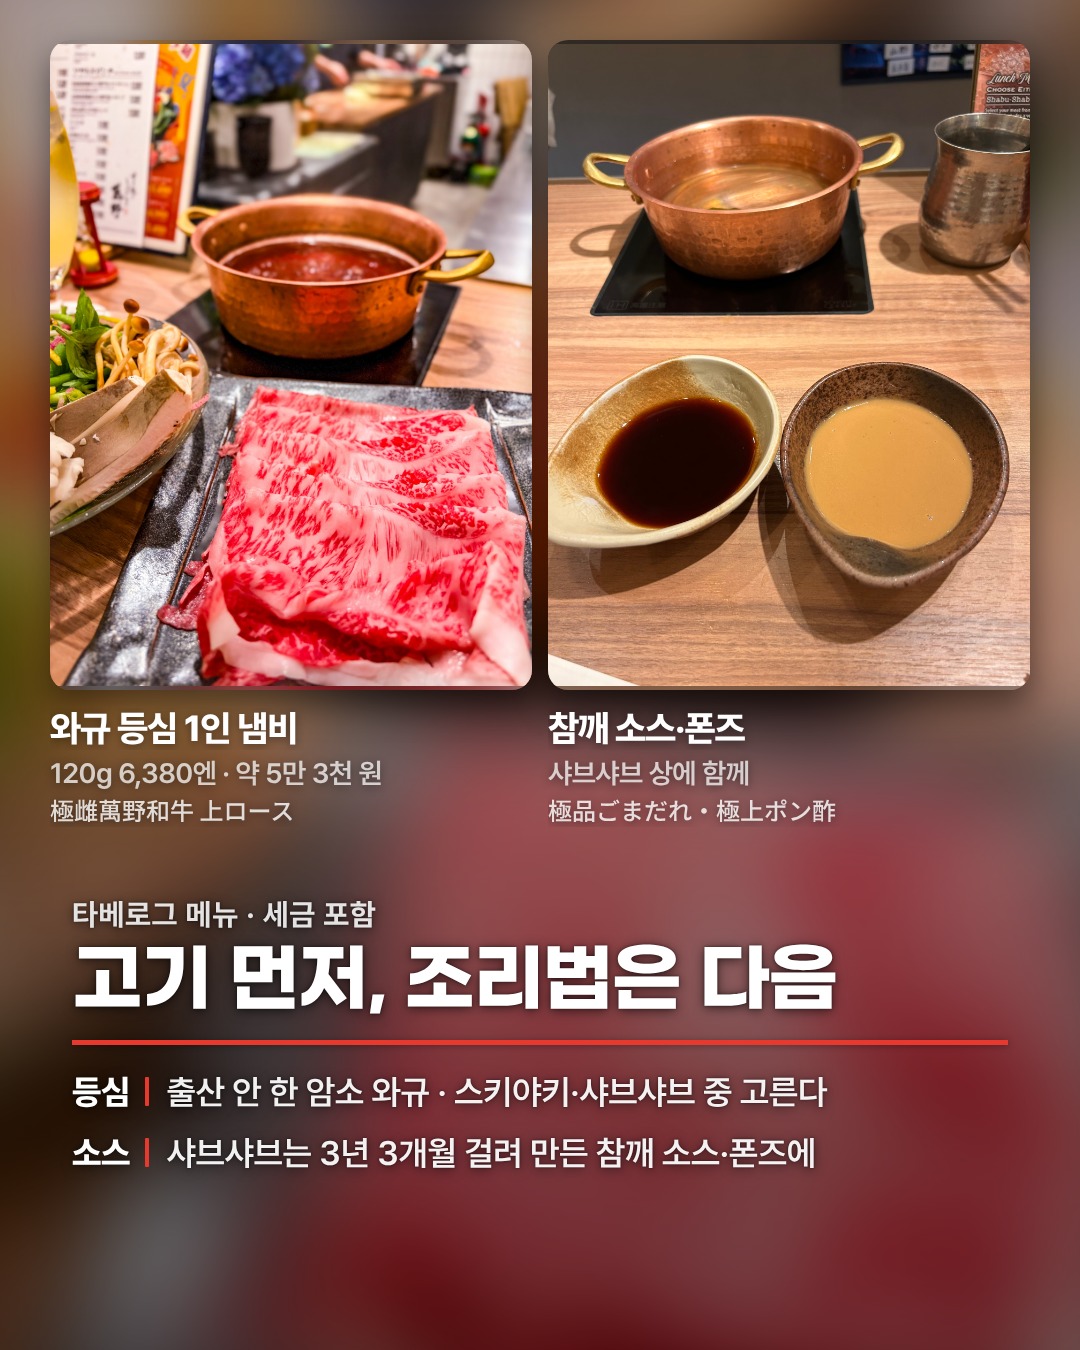 Lunch M
CHOOSE EIT
Shabu-Shab
와규 등심 1인 냄비
120g 6,380엔 · 약 5만 3천 원
極雌萬野和牛 上ロース
참깨 소스·폰즈
샤브샤브 상에 함께
極品ごまだれ・極上ポン酢
타베로그 메뉴 · 세금 포함
고기 먼저, 조리법은 다음
등심 | 출산 안 한 암소 와규 · 스키야키·샤브샤브 중 고른다
소스 | 샤브샤브는 3년 3개월 걸려 만든 참깨 소스·폰즈에